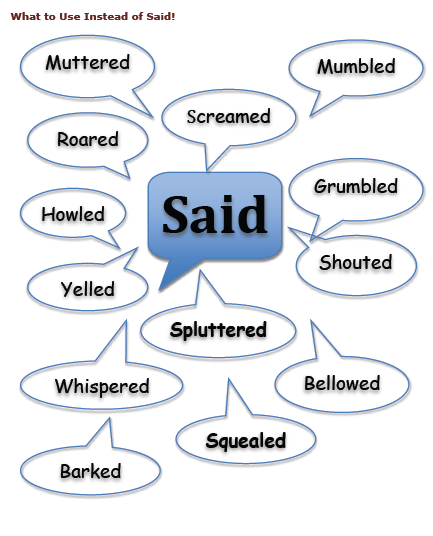 What to Use Instead of Said!
Muttered
Mumbled
Screamed
Roared
Grumbled
Said
Howled
Shouted
Yelled
Spluttered
Whispered
Bellowed
Squealed
Barked